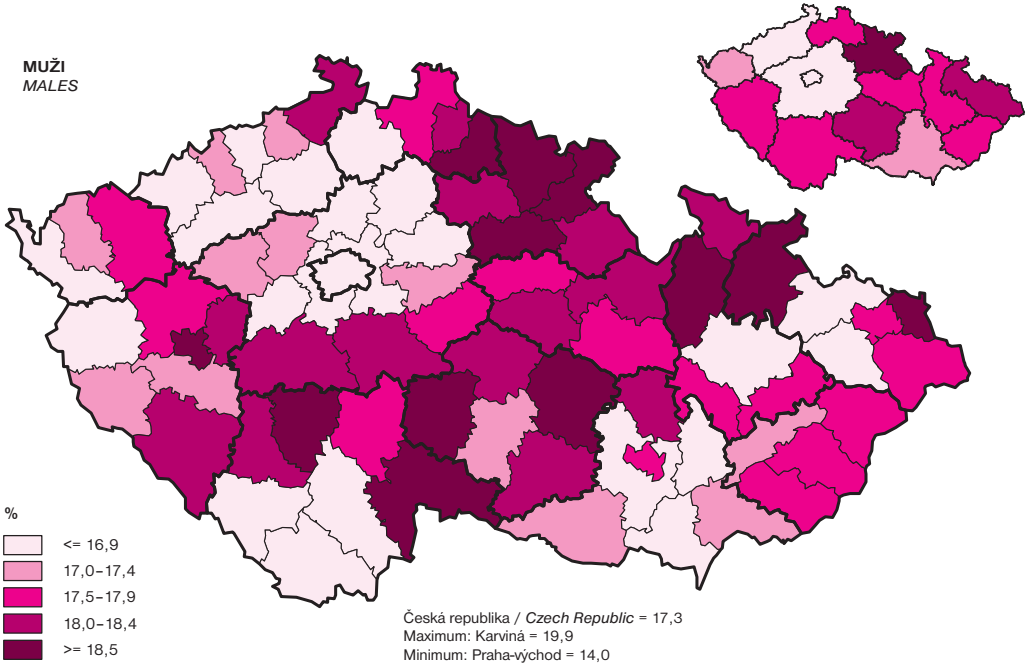 MUŽI
MALES
%
<= 16,9
17,0–17,4
17,5–17,9
18,0–18,4
>= 18,5
Česká republika / Czech Republic = 17,3
Maximum: Karviná = 19,9
Minimum: Praha-východ = 14,0